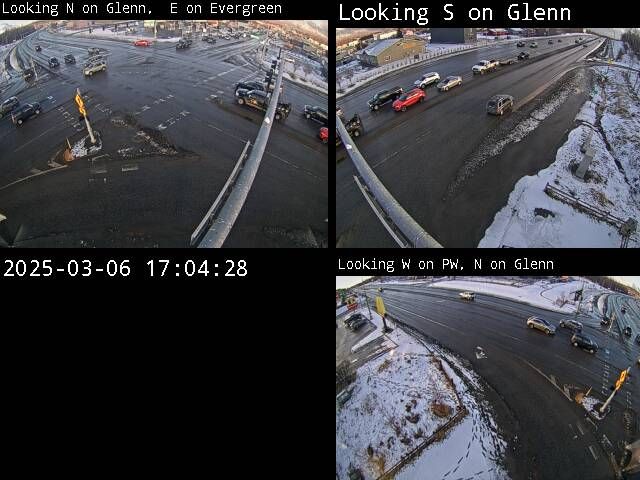 Looking N on Glenn,  E on Evergreen
Looking S on Glenn
2025-03-06 17:04:28
Looking W on PW, N on Glenn